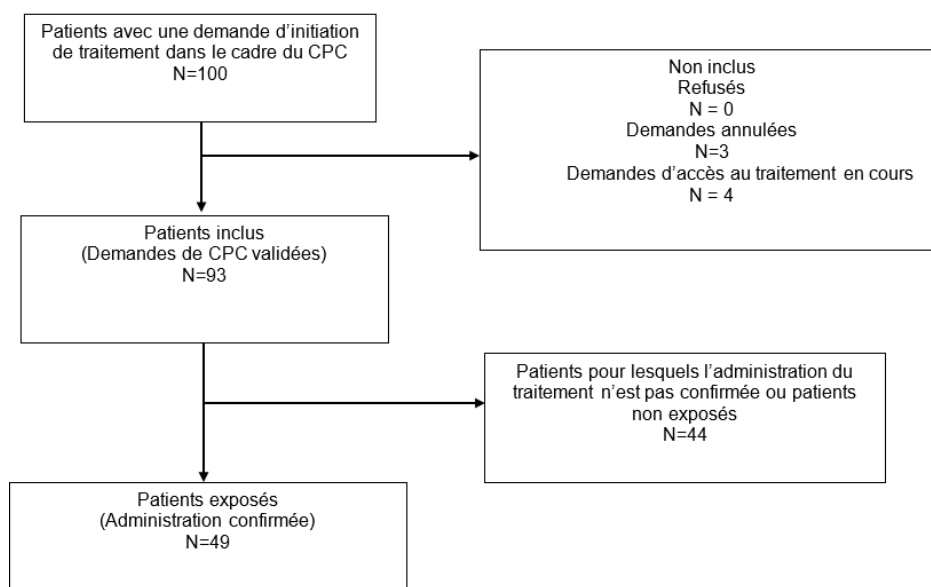 Patients avec une demande d’initiation
de traitement dans le cadre du CPC
N=100
Non inclus
Refusés
N = 0
Demandes annulées
N=3
Demandes d’accès au traitement en cours
N = 4
Patients inclus
(Demandes de CPC validées)
N=93
Patients pour lesquels l’administration du
traitement n’est pas confirmée ou patients
non exposés
N=44
Patients exposés
(Administration confirmée)
N=49